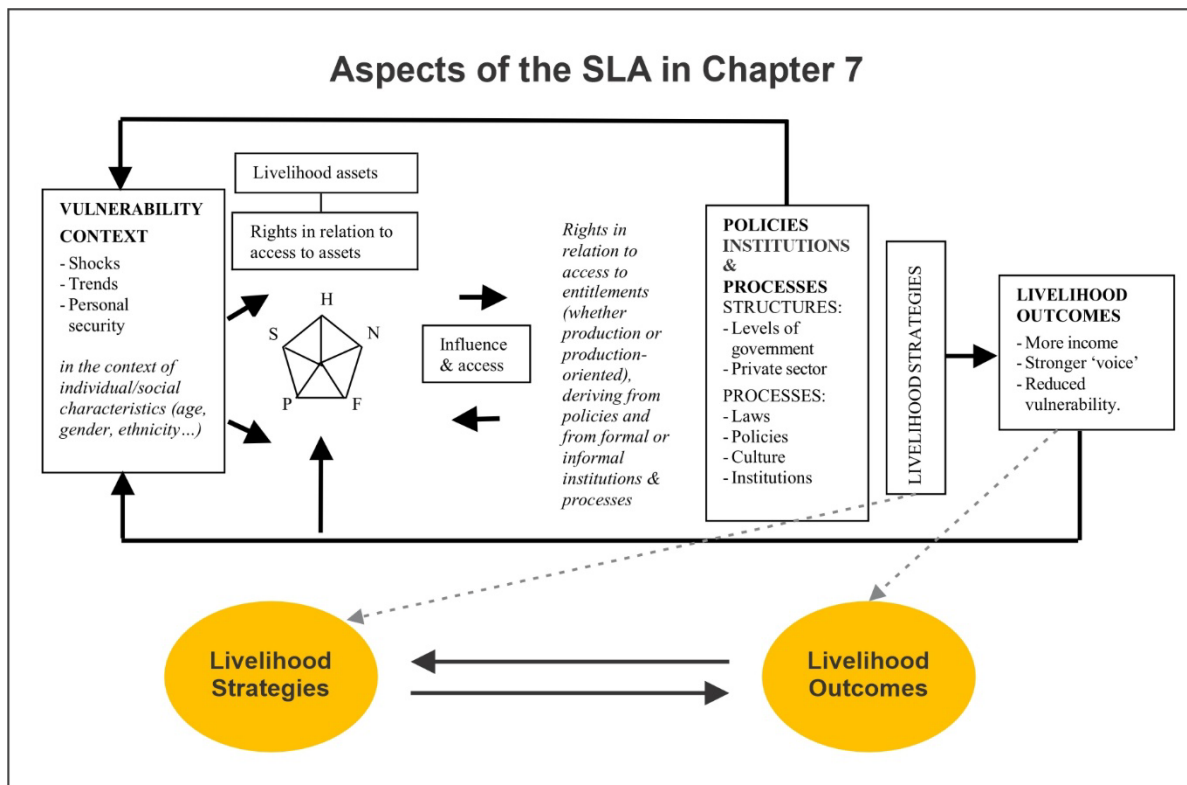 Aspects of the SLA in Chapter 7
VULNERABILITY
CONTEXT
- Shocks
- Trends
- Personal
security
in the context of
individual/social
characteristics (age,
gender, ethnicity…)
Livelihood assets
Rights in relation to
access to assets
H
S
N
P
F
Influence
& access
Rights in
relation to
access to
entitlements
(whether
production or
production-
oriented),
deriving from
policies and
from formal or
informal
institutions &
processes
POLICIES
INSTITUTIONS
&
PROCESSES
STRUCTURES:
- Levels of
government
- Private sector
PROCESSES:
- Laws
- Policies
- Culture
- Institutions
LIVELIHOOD STRATEGIES
LIVELIHOOD
OUTCOMES
- More income
- Stronger ‘voice’
- Reduced
vulnerability.
Livelihood
Strategies
Livelihood
Outcomes